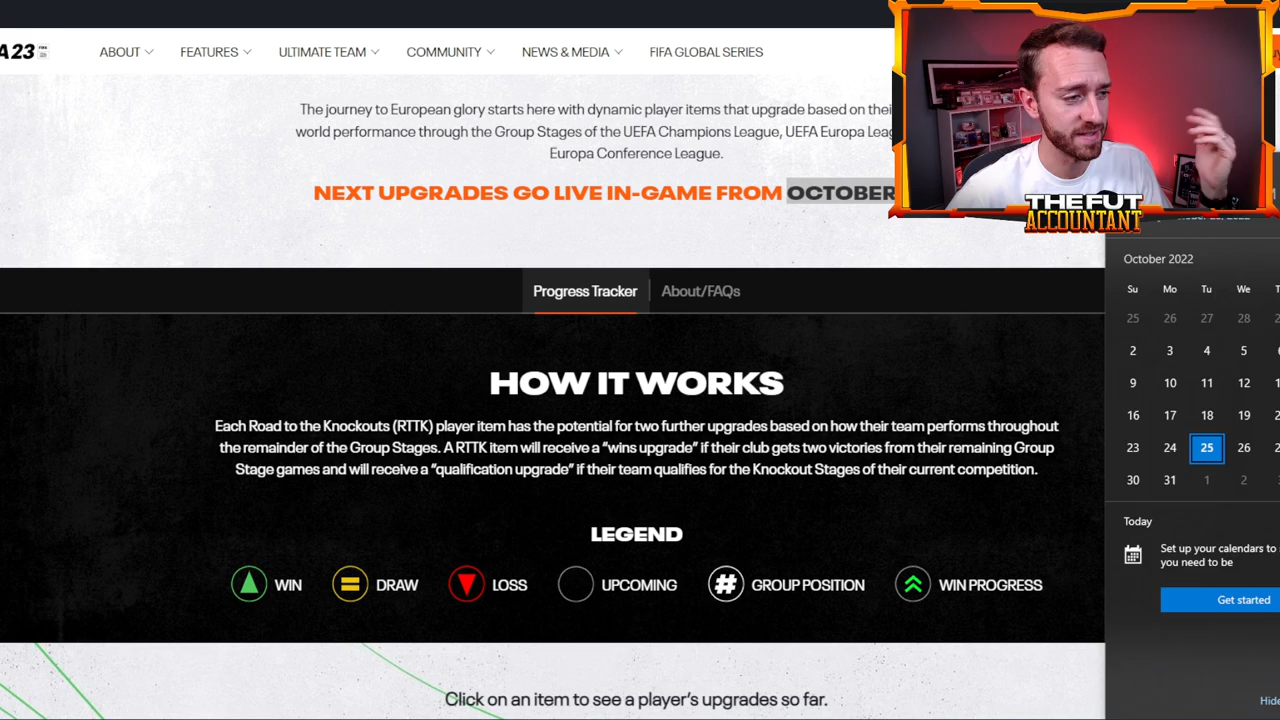 A 23
ABOUT FEATURES ULTIMATE TEAM COMMUNITY NEWS & MEDIA FIFA GLOBAL SERIES
The journey to European glory starts here with dynamic player items that upgrade based on their
world performance through the Group Stages of the UEFA Champions League, UEFA Europa
Europa Conference League.
NEXT UPGRADES GO LIVE IN-GAME FROM OCTOBER
THE FUT
ACCOUNTANT
Progress Tracker About/FAQs
HOW IT WORKS
Each Road to the Knockouts (RTTK) player item has the potential for two further upgrades based on how their team performs throughout
the remainder of the Group Stages. A RTTK item will receive a “wins upgrade” if their club gets two victories from their remaining Group
Stage games and will receive a “qualification upgrade” if their team qualifies for the Knockout Stages of their current competition.
LEGEND
WIN = DRAW LOSS UPCOMING # GROUP POSITION WIN PROGRESS
Click on an item to see a player’s upgrades so far.
October 2022
Su Mo Tu We
25 26 27 28
2 3 4 5
9 10 11 12
16 17 18 19
23 24 25 26
30 31 1 2
Today
Set up your calendars to
you need to be
Get started
Hide